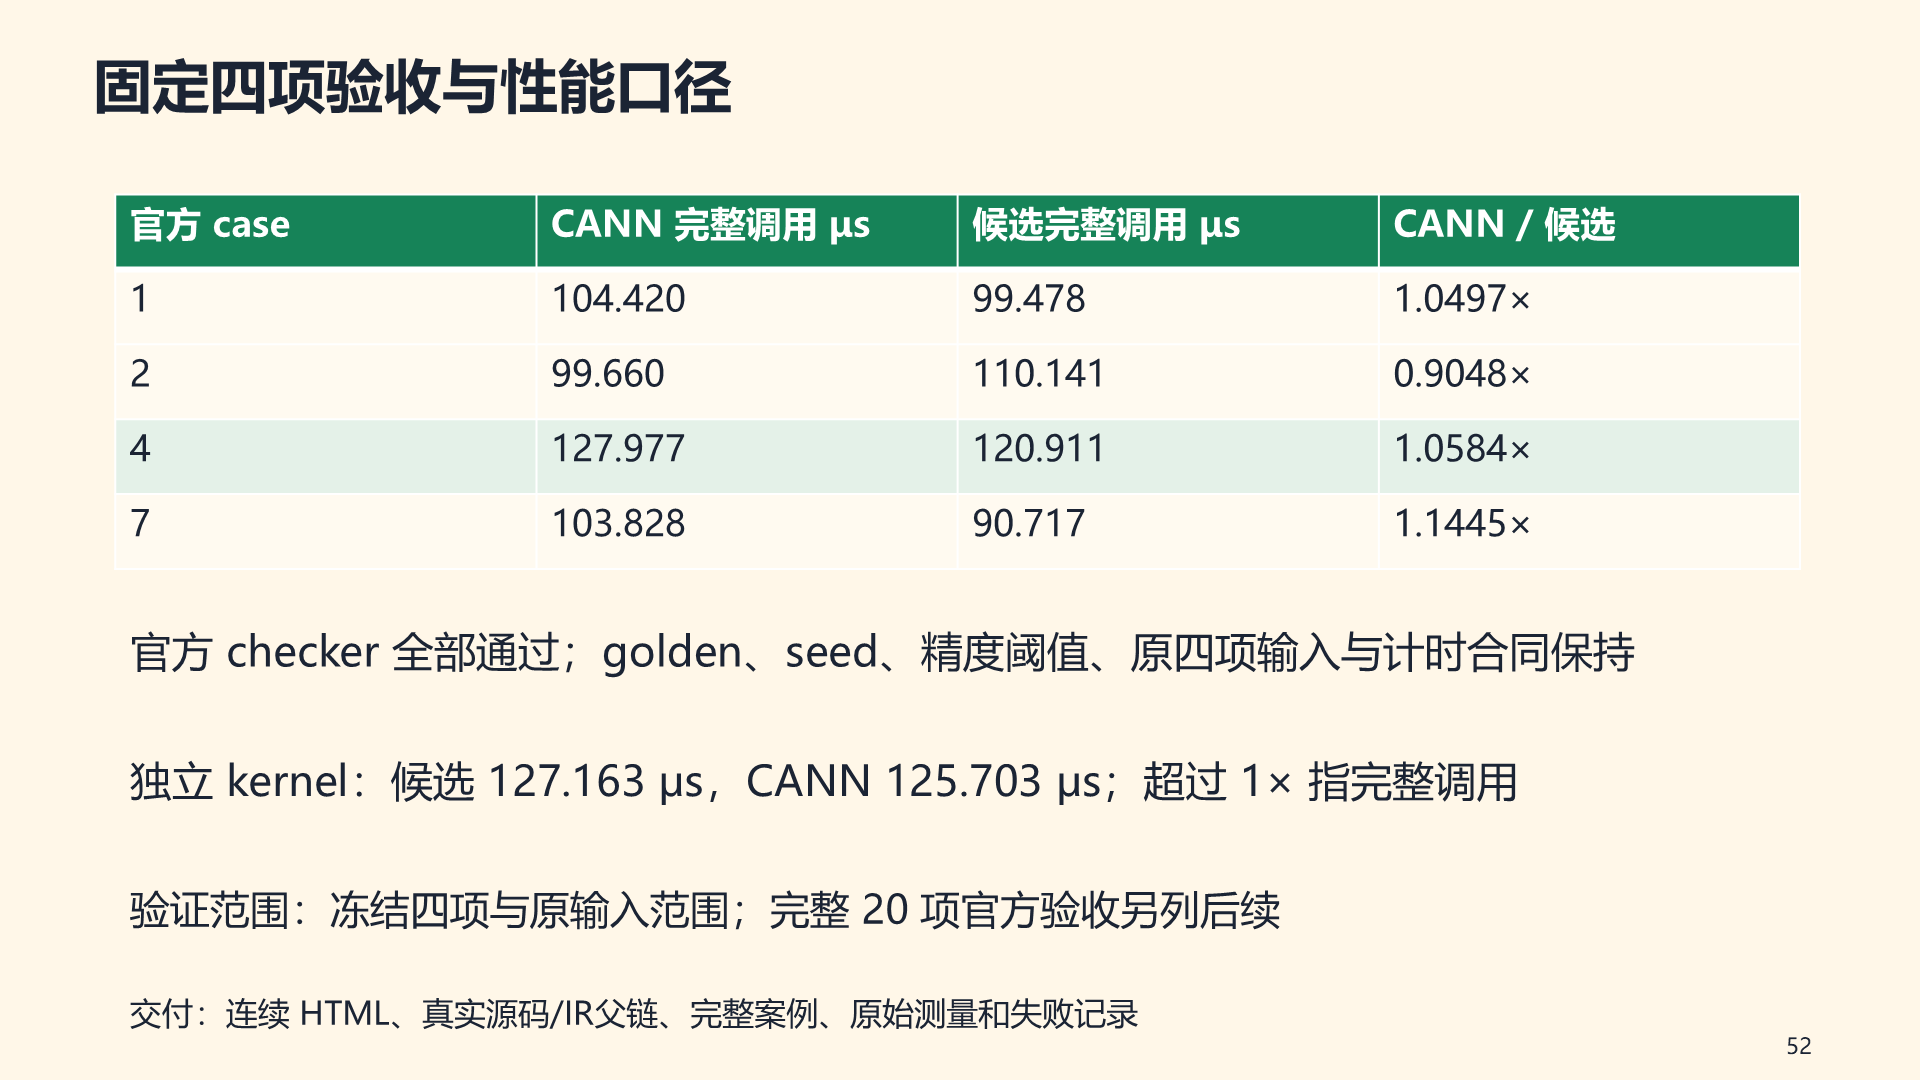 固定四项验收与性能口径
官方 case CANN 完整调用 μs 候选完整调用 μs CANN / 候选
1 104.420 99.478 1.0497×
2 99.660 110.141 0.9048×
4 127.977 120.911 1.0584×
7 103.828 90.717 1.1445×
官方 checker 全部通过；golden、seed、精度阈值、原四项输入与计时合同保持
独立 kernel：候选 127.163 μs，CANN 125.703 μs；超过 1× 指完整调用
验证范围：冻结四项与原输入范围；完整 20 项官方验收另列后续
交付：连续 HTML、真实源码/IR父链、完整案例、原始测量和失败记录
52